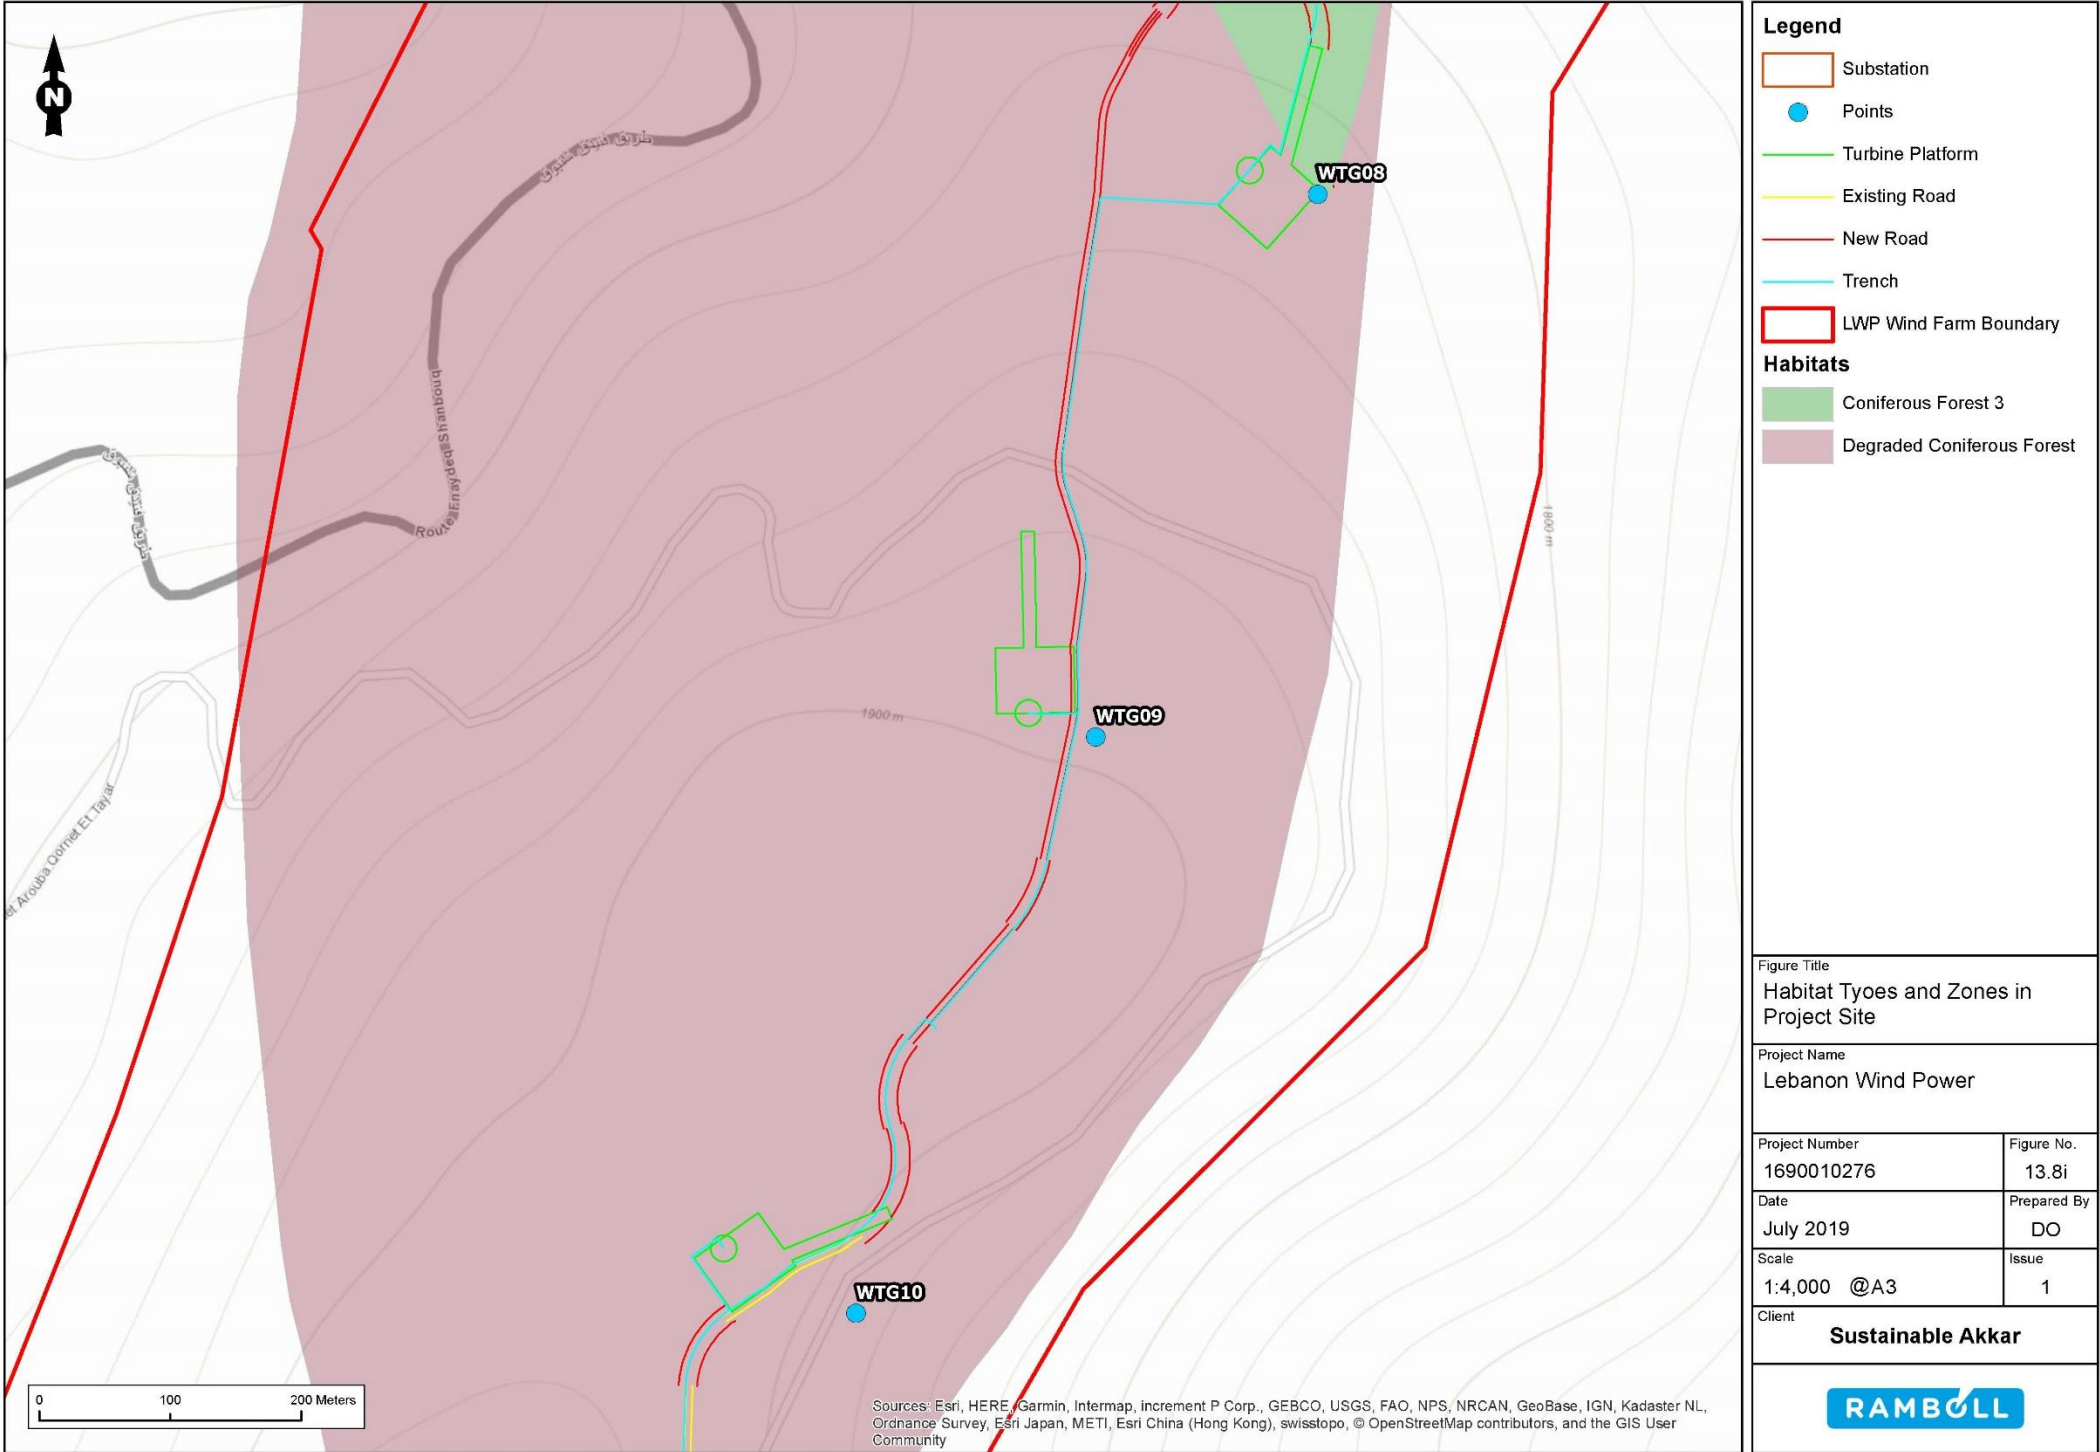 N
WTG08
Route Enaydeq Shanbouq
1800 m
WTG09
1900 m
et Arouba Qornet Et Tayar
WTG10
0 100 200 Meters
Sources: Esri, HERE, Garmin, Intermap, increment P Corp., GEBCO, USGS, FAO, NPS, NRCAN, GeoBase, IGN, Kadaster NL,
Ordnance Survey, Esri Japan, METI, Esri China (Hong Kong), swisstopo, © OpenStreetMap contributors, and the GIS User
Community
Legend
Substation
Points
Turbine Platform
Existing Road
New Road
Trench
LWP Wind Farm Boundary
Habitats
Coniferous Forest 3
Degraded Coniferous Forest
Figure Title
Habitat Tyoes and Zones in
Project Site
Project Name
Lebanon Wind Power
Project Number
1690010276
Figure No.
13.8i
Date
July 2019
Prepared By
DO
Scale
1:4,000 @A3
Issue
1
Client
Sustainable Akkar
RAMBOLL